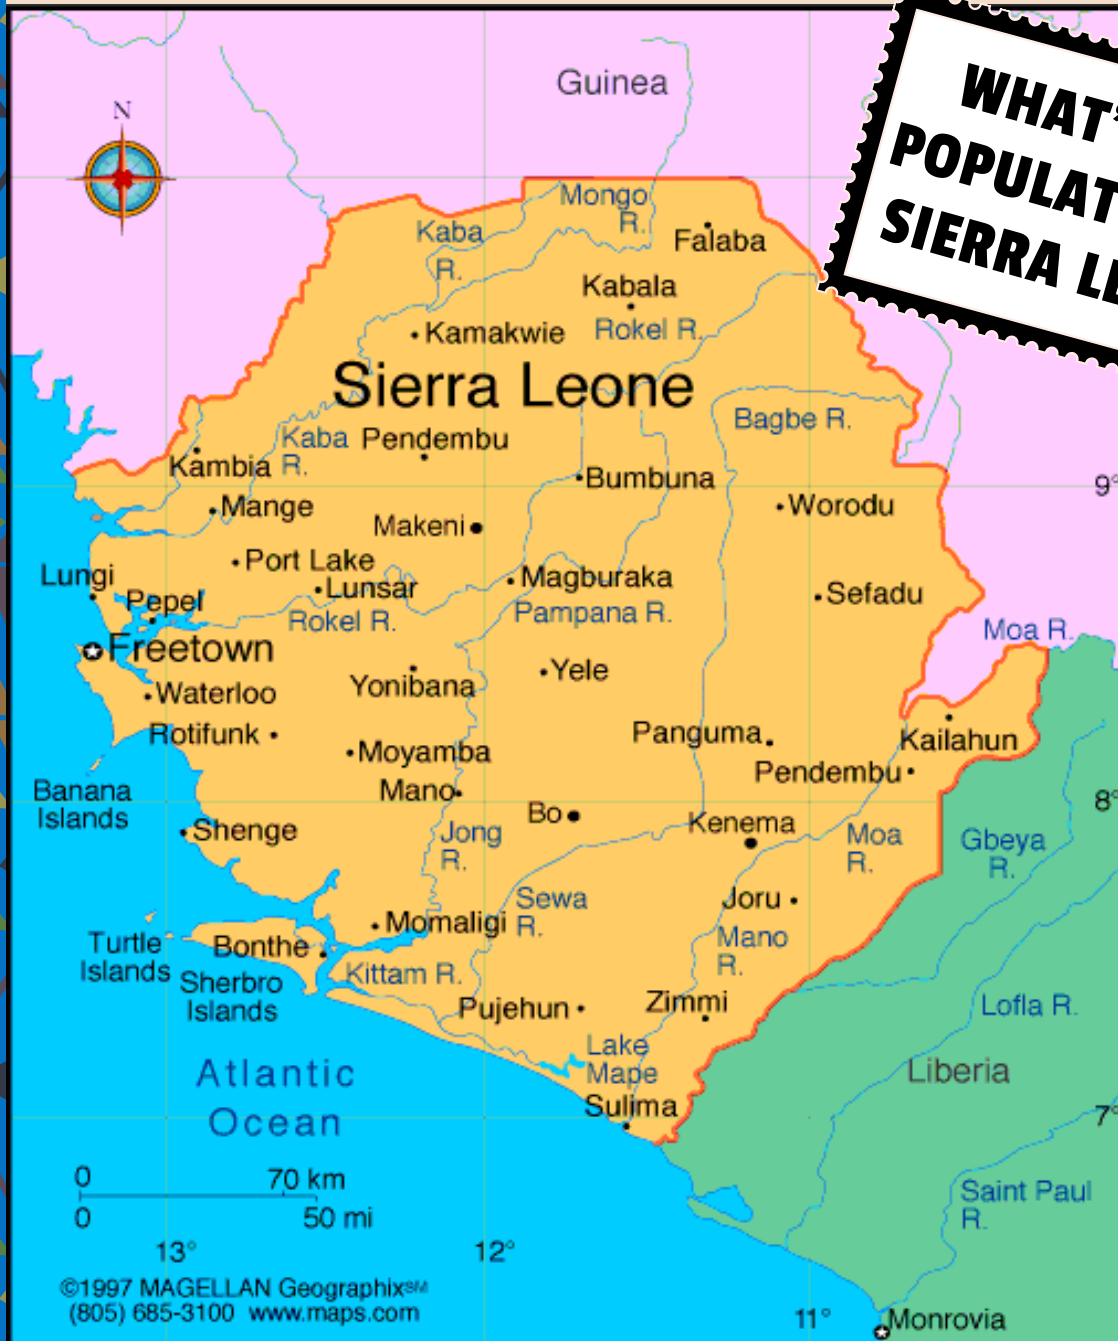 Guinea
WHAT'
POPULAT
SIERRA LE
N
Mongo
R.
Kaba
R.
Falaba
Kabala
Kamakwie
Rokel R.
Sierra Leone
Bagbe R.
Kaba
R.
Pendembu
Kambia
Bumbuna
9°
Mange
Worodu
Makeni
Port Lake
Lungi
Lunsar
Magburaka
Sefadu
Pepel
Rokel R.
Pampana R.
Moa R.
Freetown
Yele
Yonibana
Waterloo
Rotifunk
Panguma
Kailahun
Moyamba
Pendembu
Mano
Banana
Islands
8°
Bo
Kenema
Shenge
Jong
R.
Moa
R.
Gbeya
R.
Sewa
R.
Joru
Momaligi
Mano
R.
Turtle
Islands
Bonthe
Kittam R.
Sherbro
Islands
Pujehun
Zimmi
Lofla R.
Lake
Mape
Atlantic
Ocean
Liberia
Sulima
7°
0 70 km
0 50 mi
Saint Paul
R.
13°
12°
11°
©1997 MAGELLAN Geographix℠
(805) 685-3100 www.maps.com
Monrovia